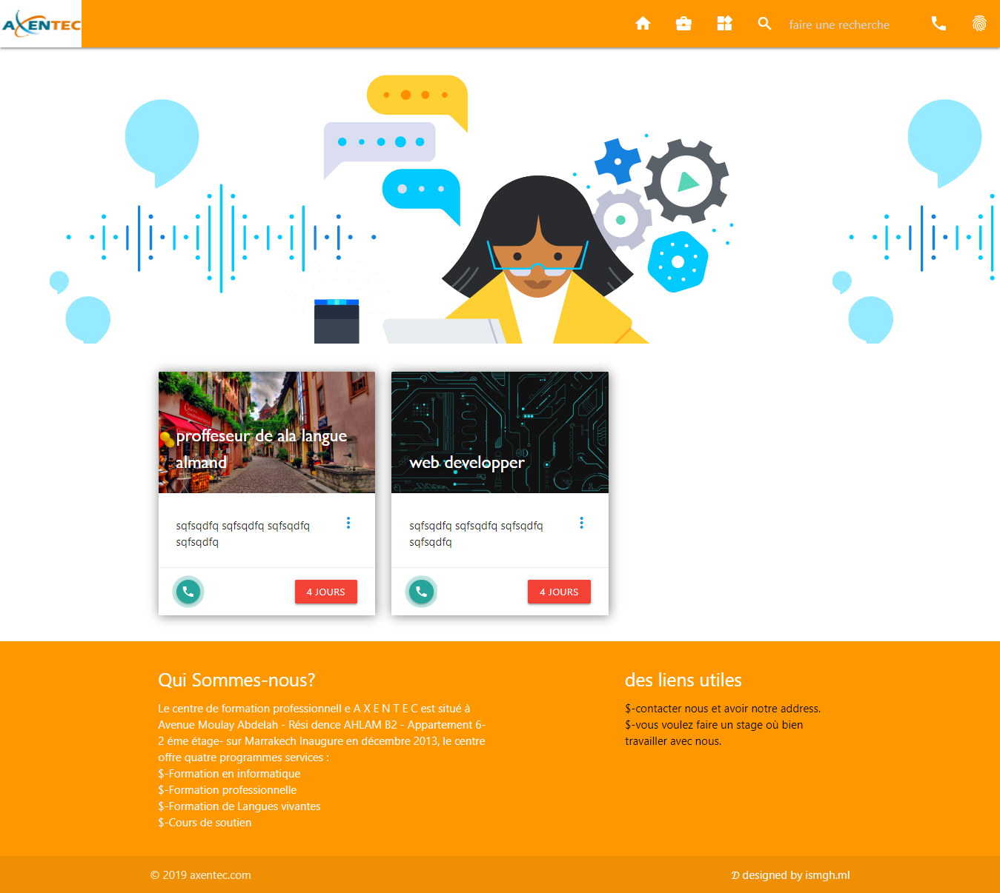 AXENTEC
faire une recherche
proffeseur de ala langue
almand
web developper
sqfsqdfq sqfsqdfq sqfsqdfq
sqfsqdfq
sqfsqdfq sqfsqdfq sqfsqdfq
sqfsqdfq
4 JOURS
4 JOURS
Qui Sommes-nous?
Le centre de formation professionnell e A X E N T E C est situé à
Avenue Moulay Abdelah - Rési dence AHLAM B2 - Appartement 6-
2 éme étage- sur Marrakech Inaugure en décembre 2013, le centre
offre quatre programmes services :
$-Formation en informatique
$-Formation professionnelle
$-Formation de Langues vivantes
$-Cours de soutien
des liens utiles
$-contacter nous et avoir notre address.
$-vous voulez faire un stage où bien
travailler avec nous.
© 2019 axentec.com
𝓓 designed by ismgh.ml